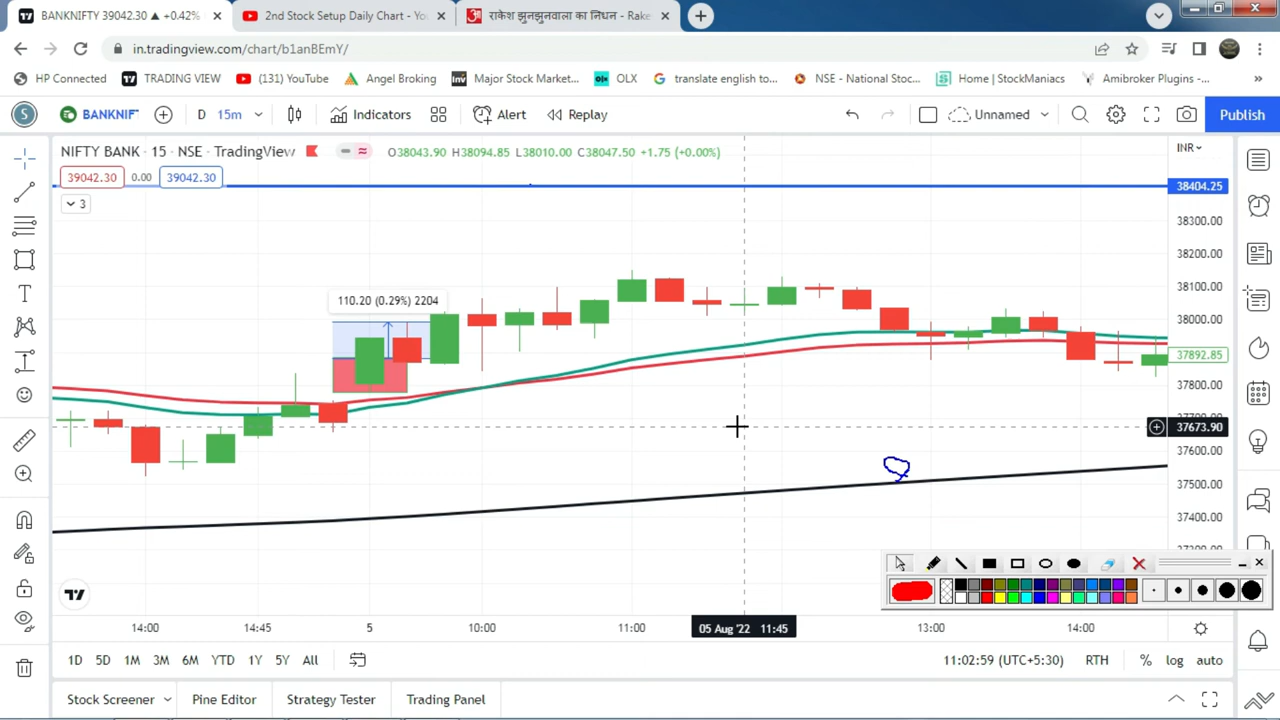 BANKNIFTY 39042.30 ▲ +0.42%
2nd Stock Setup Daily Chart - You
राकेश झुनझुनवाला का निधन - Rake
in.tradingview.com/chart/b1anBEmY/
HP Connected
TRADING VIEW
(131) YouTube
Angel Broking
Major Stock Market...
OLX
translate english to...
NSE - National Stoc...
Home | StockManiacs
Amibroker Plugins -...
»
S
BANKNIF
D
15m
Indicators
Alert
Replay
Unnamed
Publish
NIFTY BANK · 15 · NSE · TradingView
O38043.90 H38094.85 L38010.00 C38047.50 +1.75 (+0.00%)
INR
39042.30
0.00
39042.30
3
38404.25
38300.00
38200.00
38100.00
38000.00
37892.85
37800.00
37673.90
37600.00
37500.00
37400.00
110.20 (0.29%) 2204
14:00
14:45
5
10:00
11:00
05 Aug '22 11:45
13:00
14:00
1D
5D
1M
3M
6M
YTD
1Y
5Y
All
11:02:59 (UTC+5:30)
RTH
%
log
auto
Stock Screener
Pine Editor
Strategy Tester
Trading Panel